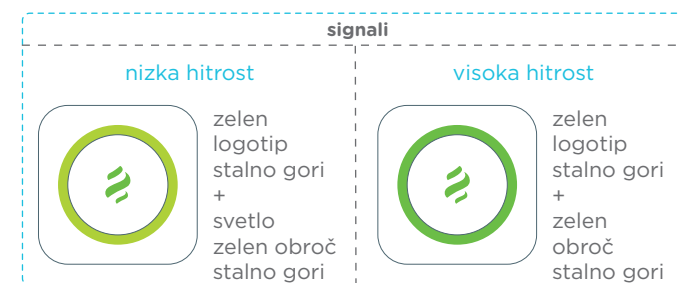 signali
nizka hitrost
zelen
logotip
stalno gori
+
svetlo
zelen obroč
stalno gori
visoka hitrost
zelen
logotip
stalno gori
+
zelen
obroč
stalno gori